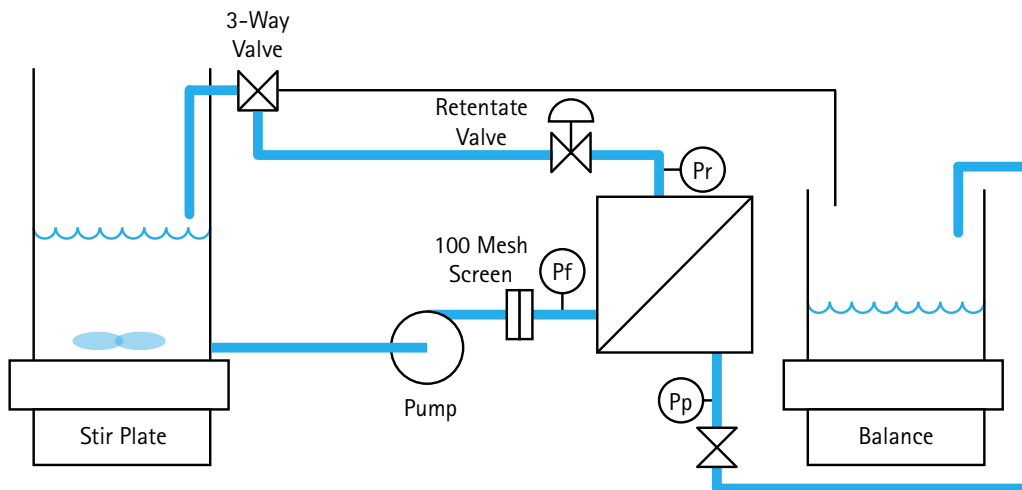 3-Way
Valve
Retentate
Valve
Pr
100 Mesh
Screen
Pf
Pump
Pp
Stir Plate
Balance